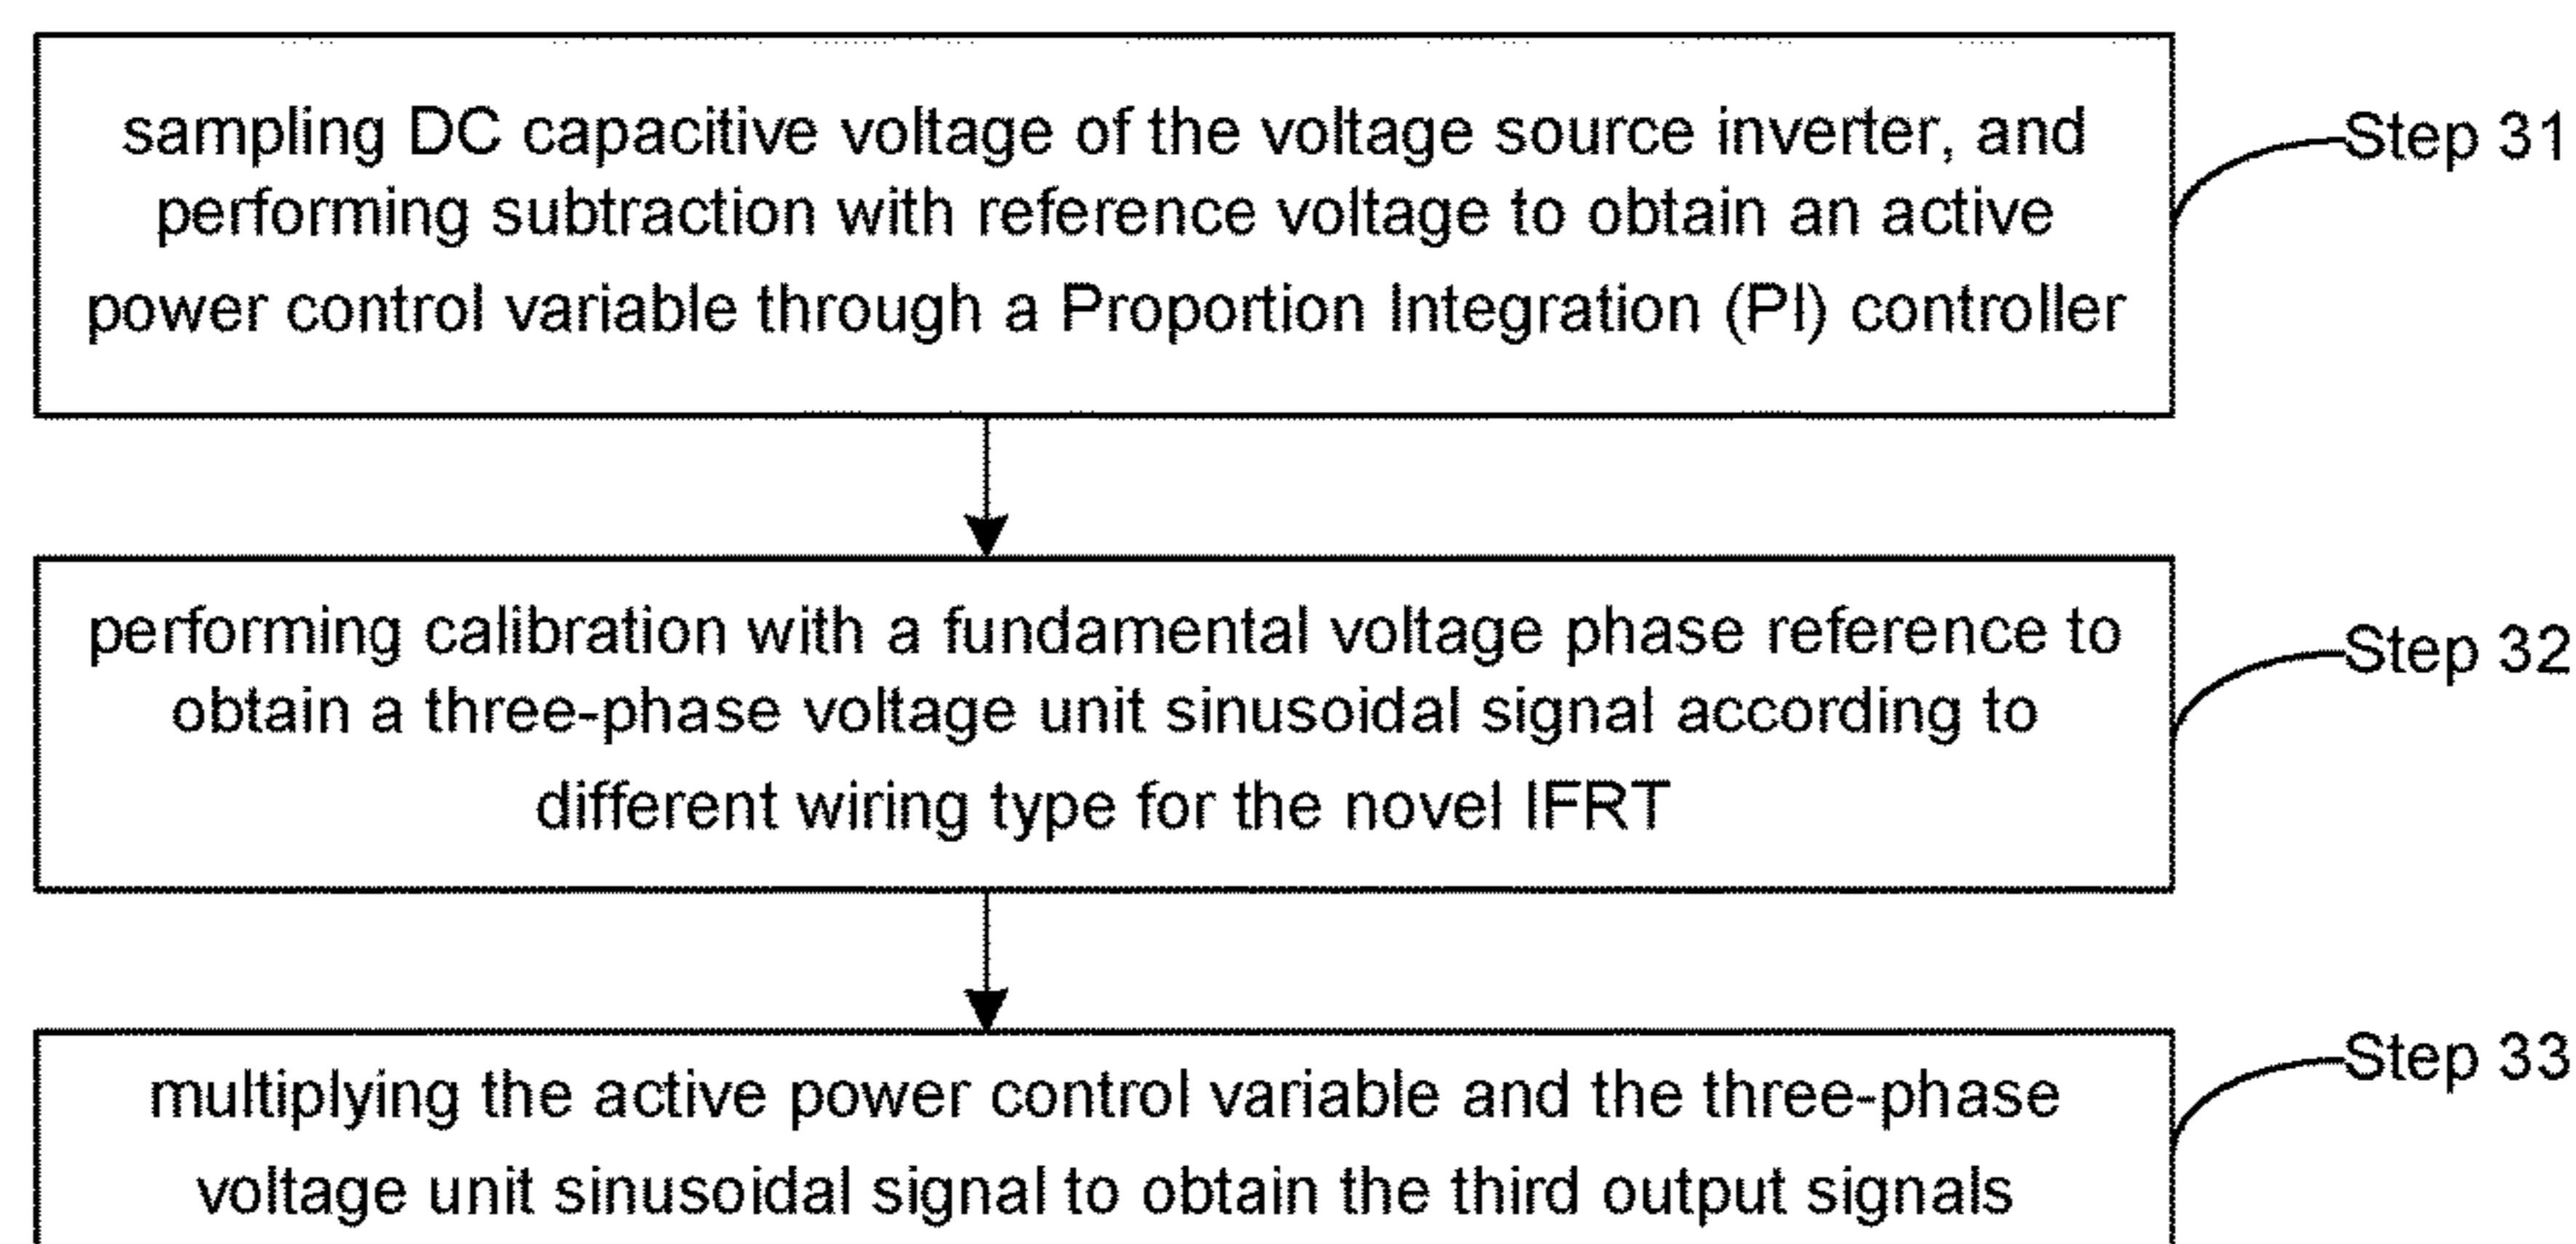 sampling DC capacitive voltage of the voltage source inverter, and
performing subtraction with reference voltage to obtain an active
power control variable through a Proportion Integration (PI) controller
Step 31
performing calibration with a fundamental voltage phase reference to
obtain a three-phase voltage unit sinusoidal signal according to
different wiring type for the novel IFRT
Step 32
multiplying the active power control variable and the three-phase
voltage unit sinusoidal signal to obtain the third output signals
Step 33